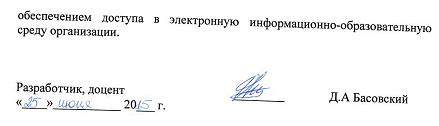 обеспечением доступа в электронную информационно-образовательную
среду организации.
Разработчик, доцент
«25» июня 2015 г. Д.А Басовский